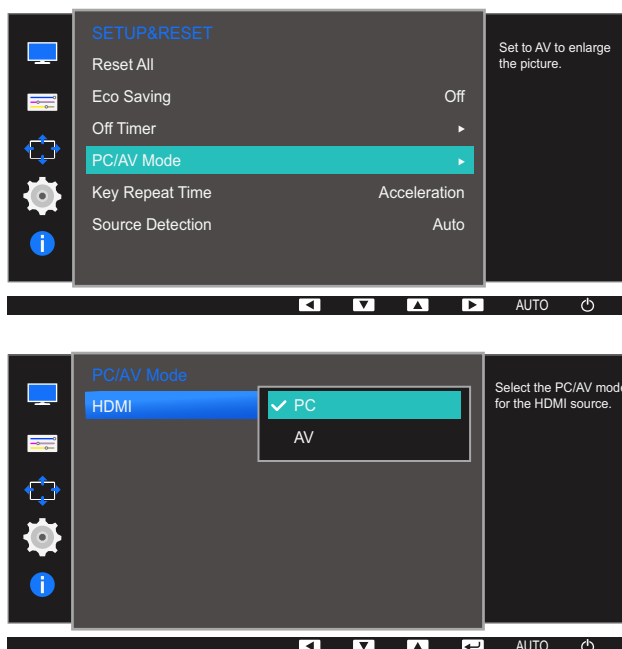 SETUP&RESET
Reset All
Eco Saving Off
Off Timer
PC/AV Mode
Key Repeat Time Acceleration
Source Detection Auto
Set to AV to enlarge
the picture.
AUTO
PC/AV Mode
HDMI
PC
AV
Select the PC/AV mode
for the HDMI source.
AUTO